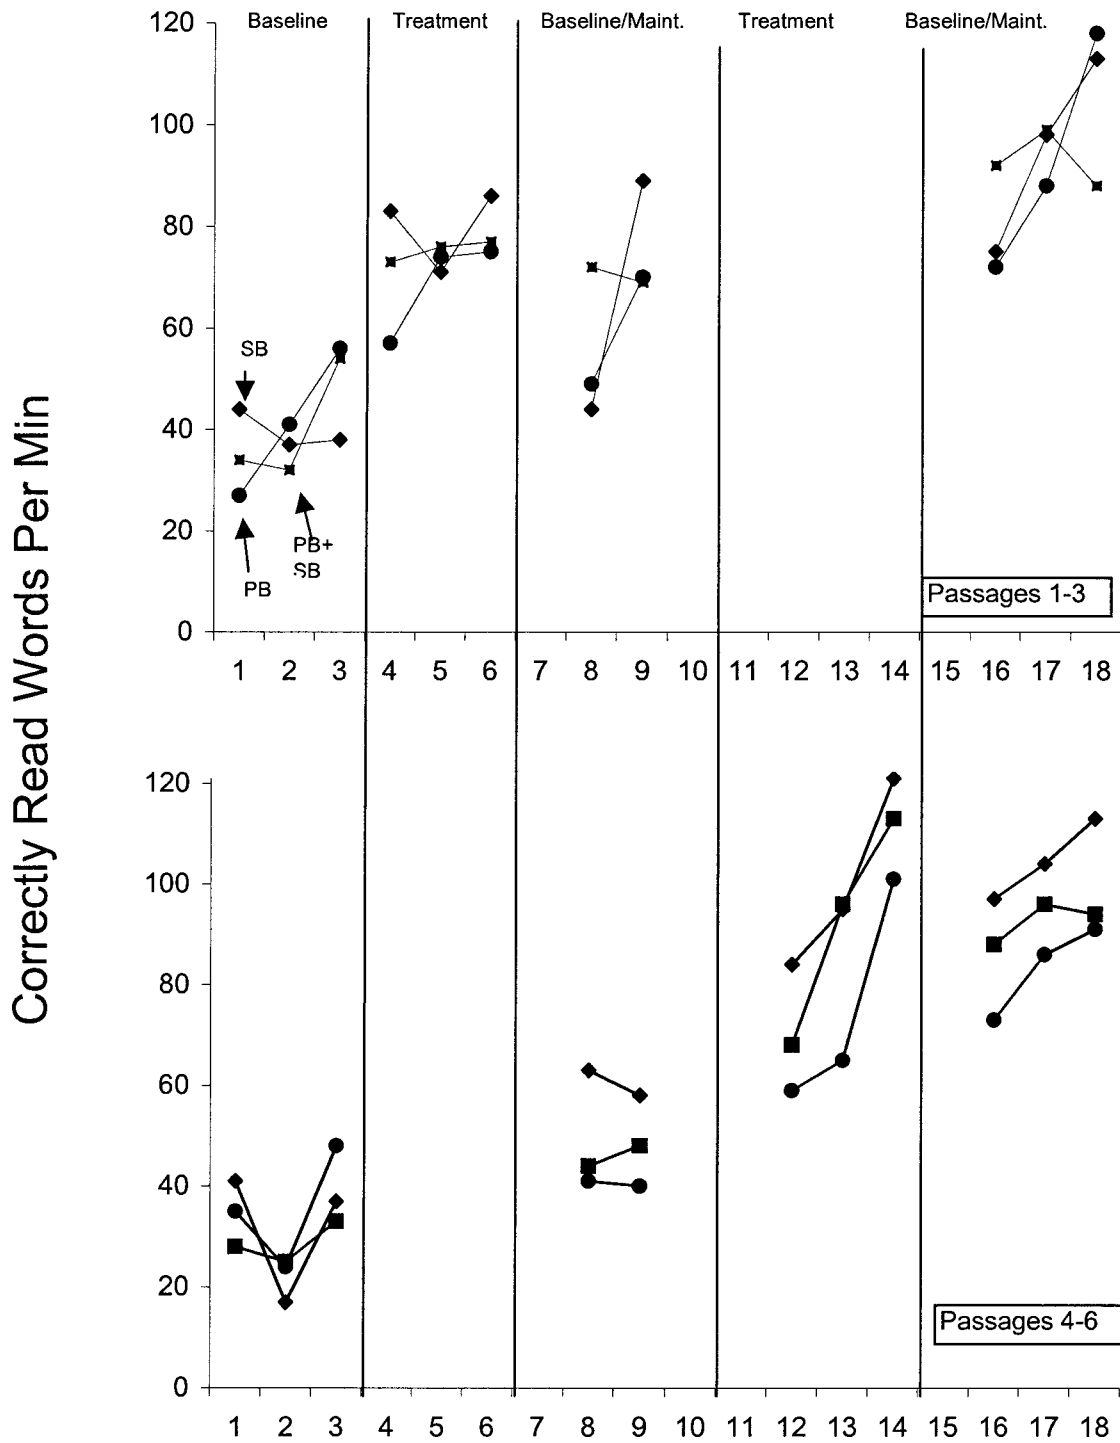 Correctly Read Words Per Min
Baseline Treatment Baseline/Maint. Treatment Baseline/Maint.
120
100
80
60
40
20
0
SB
PB
PB+
SB
Passages 1-3
1 2 3 4 5 6 7 8 9 10 11 12 13 14 15 16 17 18
120
100
80
60
40
20
0
Passages 4-6
1 2 3 4 5 6 7 8 9 10 11 12 13 14 15 16 17 18